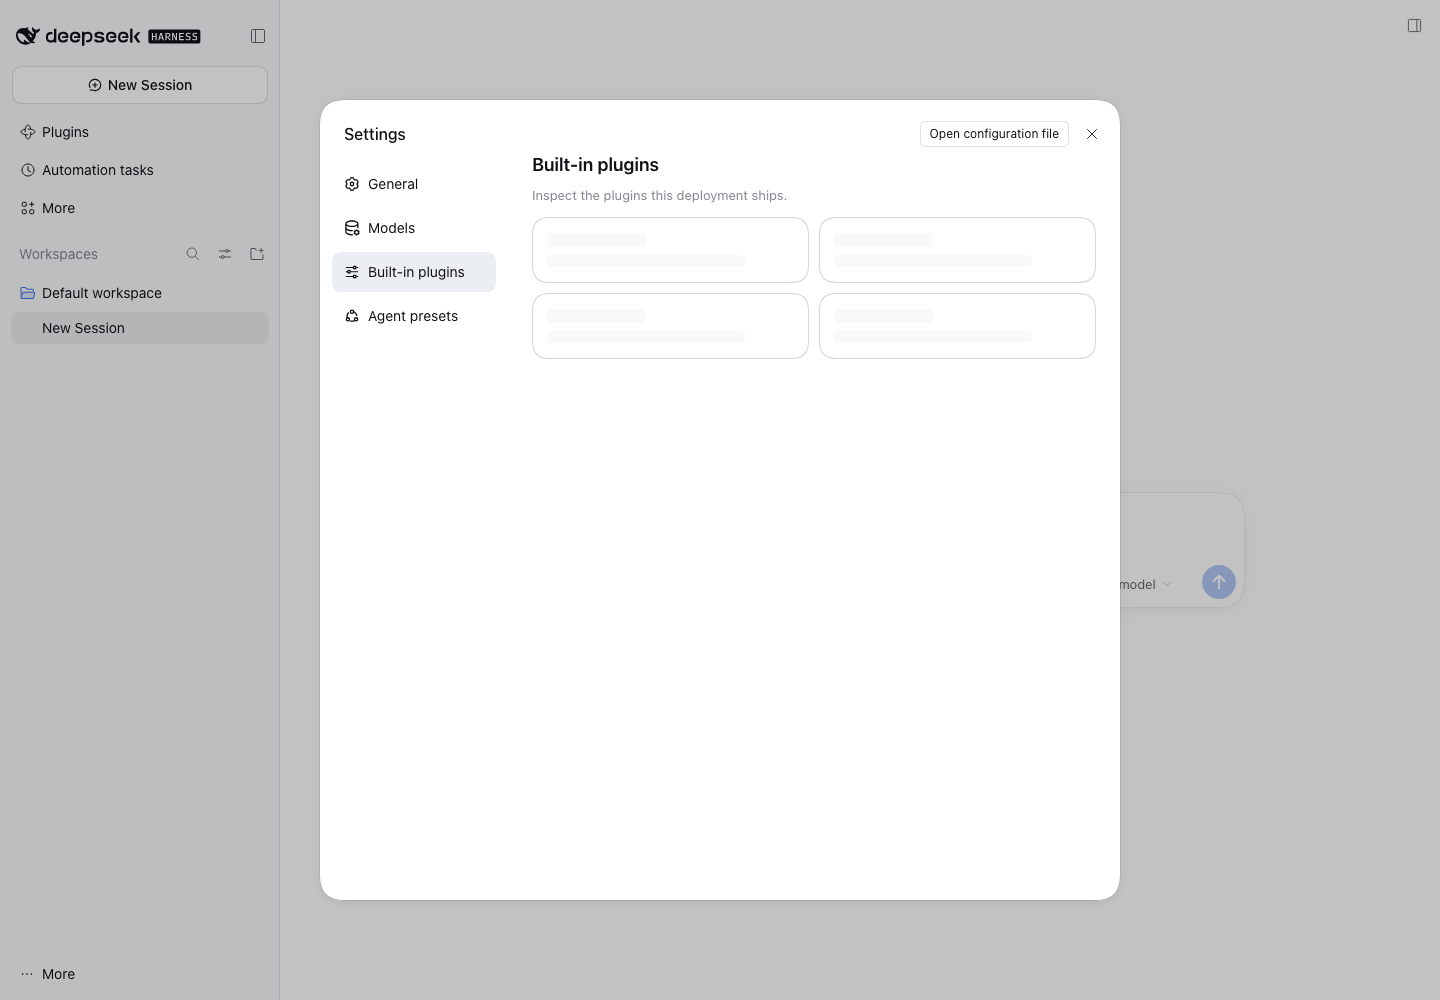 deepseek HARNESS
New Session
Plugins
Automation tasks
More
Workspaces
Default workspace
New Session
More
Settings
Open configuration file
General
Models
Built-in plugins
Agent presets
Built-in plugins
Inspect the plugins this deployment ships.
model